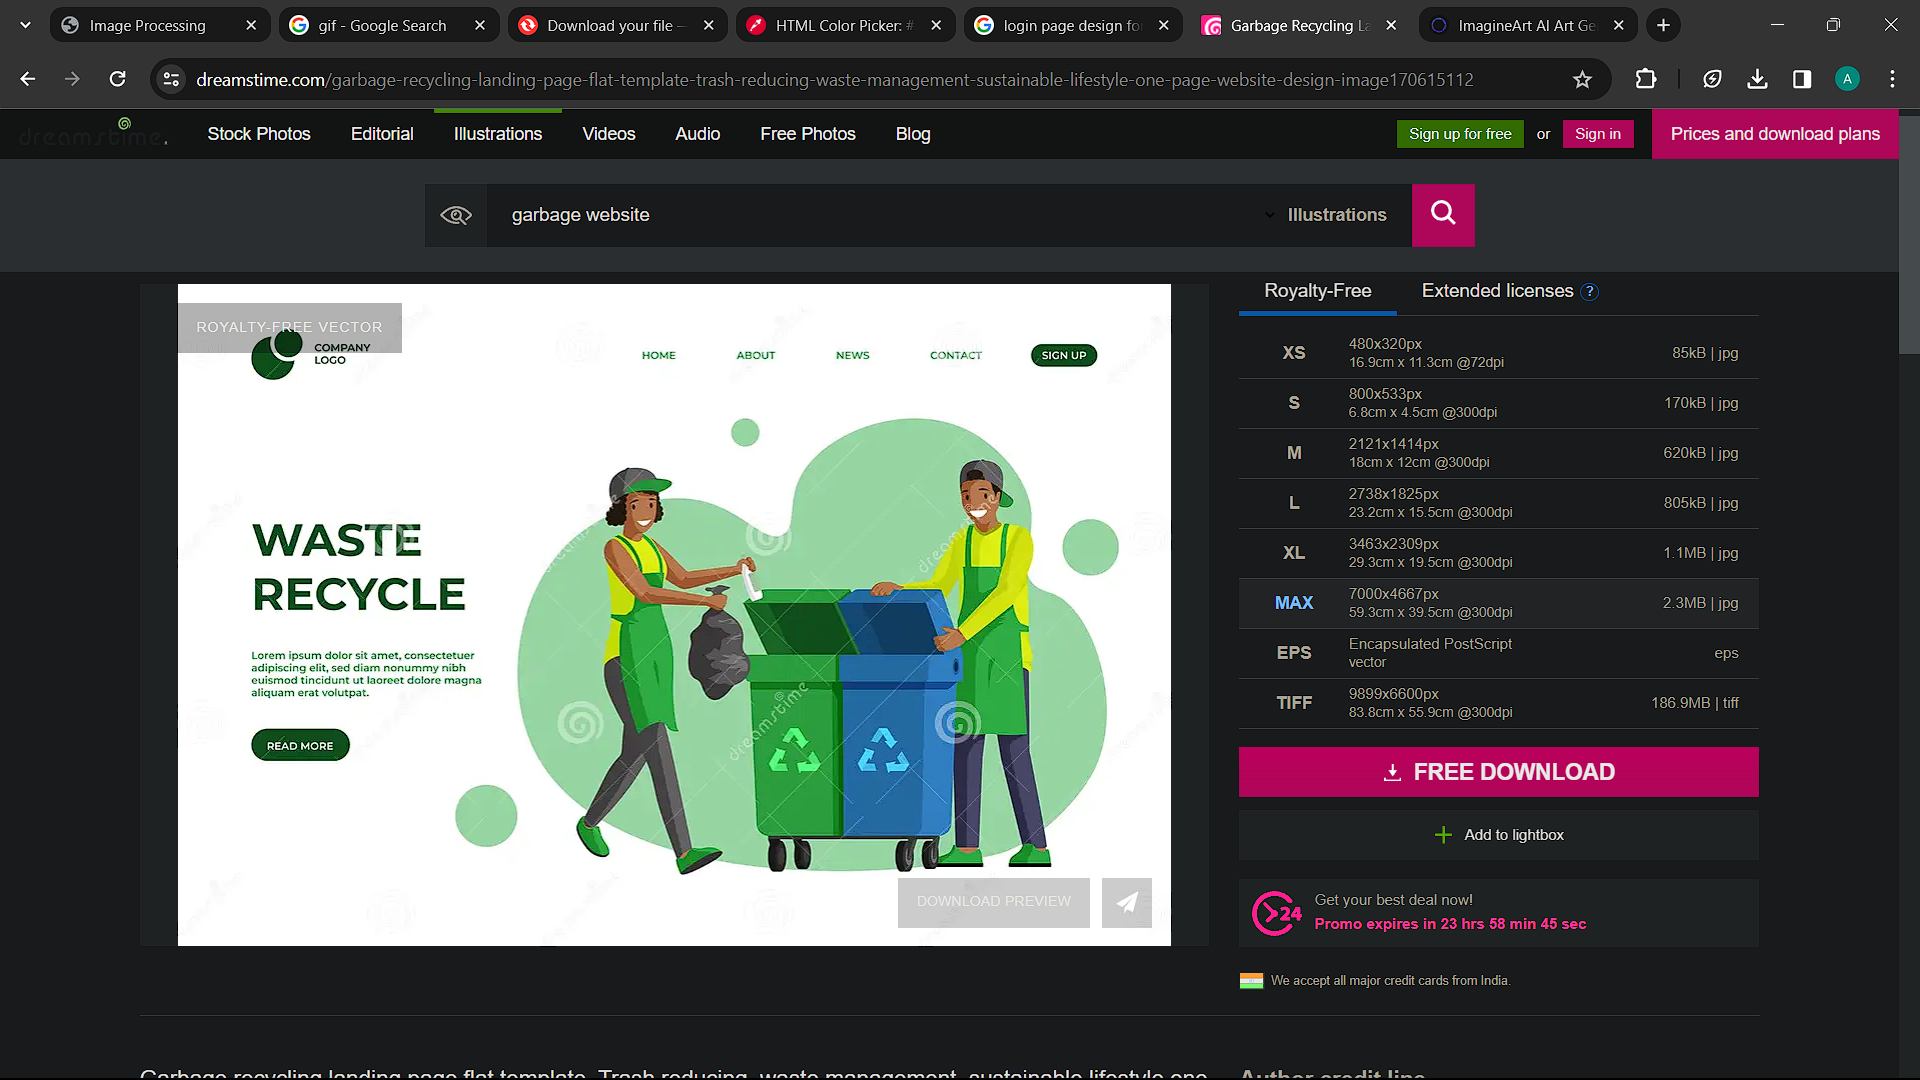 Image Processing
gif - Google Search
Download your file
HTML Color Picker: #
login page design fo
Garbage Recycling La
ImagineArt AI Art Ge
dreamstime.com/garbage-recycling-landing-page-flat-template-trash-reducing-waste-management-sustainable-lifestyle-one-page-website-design-image170615112
A
dreamstime.
Stock Photos
Editorial
Illustrations
Videos
Audio
Free Photos
Blog
Sign up for free
or
Sign in
Prices and download plans
garbage website
Illustrations
ROYALTY-FREE VECTOR
COMPANY
LOGO
HOME
ABOUT
NEWS
CONTACT
SIGN UP
WASTE
RECYCLE
Lorem ipsum dolor sit amet, consectetuer
adipiscing elit, sed diam nonummy nibh
euismod tincidunt ut laoreet dolore magna
aliquam erat volutpat.
READ MORE
dreamstime
dreamstime
DOWNLOAD PREVIEW
Royalty-Free
Extended licenses ?
XS
480x320px
16.9cm x 11.3cm @72dpi
85kB | jpg
S
800x533px
6.8cm x 4.5cm @300dpi
170kB | jpg
M
2121x1414px
18cm x 12cm @300dpi
620kB | jpg
L
2738x1825px
23.2cm x 15.5cm @300dpi
805kB | jpg
XL
3463x2309px
29.3cm x 19.5cm @300dpi
1.1MB | jpg
MAX
7000x4667px
59.3cm x 39.5cm @300dpi
2.3MB | jpg
EPS
Encapsulated PostScript
vector
eps
TIFF
9899x6600px
83.8cm x 55.9cm @300dpi
186.9MB | tiff
FREE DOWNLOAD
Add to lightbox
24
Get your best deal now!
Promo expires in 23 hrs 58 min 45 sec
We accept all major credit cards from India.
Garbage recycling landing page flat template. Trash reducing, waste management, sustainable lifestyle one
Author credit line